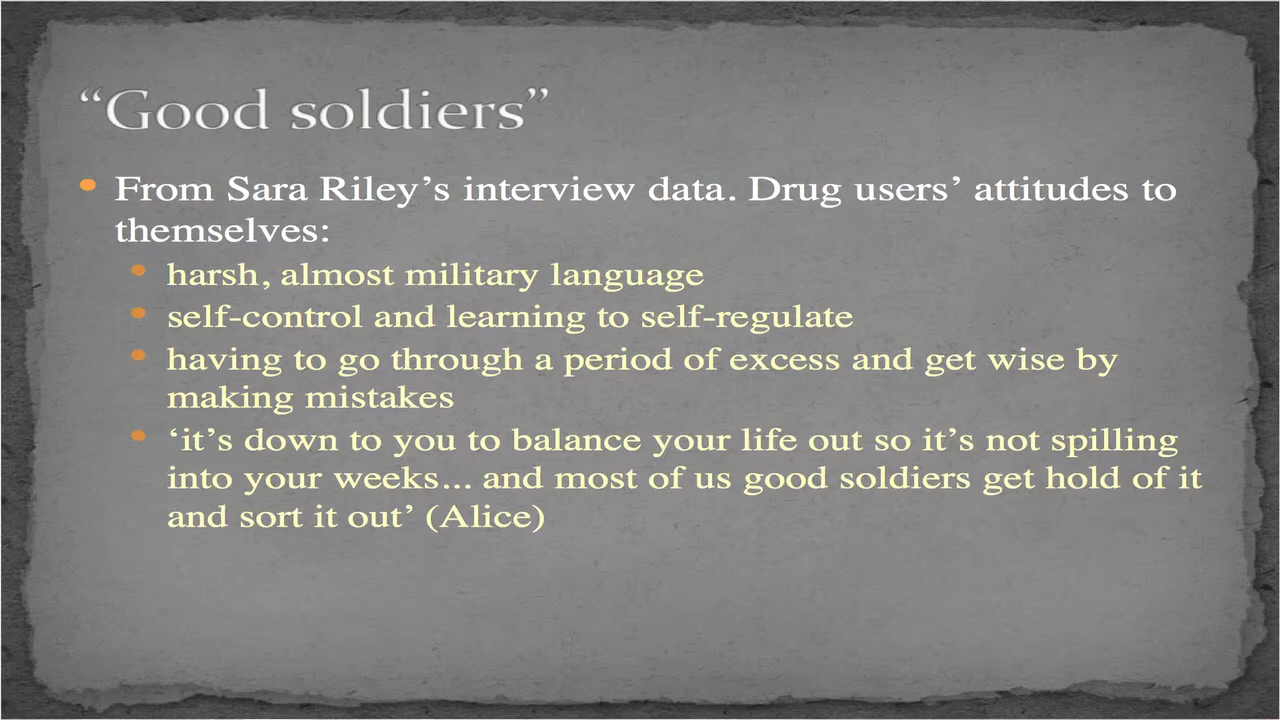 “Good soldiers”
From Sara Riley’s interview data. Drug users’ attitudes to
themselves:
harsh, almost military language
self-control and learning to self-regulate
having to go through a period of excess and get wise by
making mistakes
‘it’s down to you to balance your life out so it’s not spilling
into your weeks... and most of us good soldiers get hold of it
and sort it out’ (Alice)